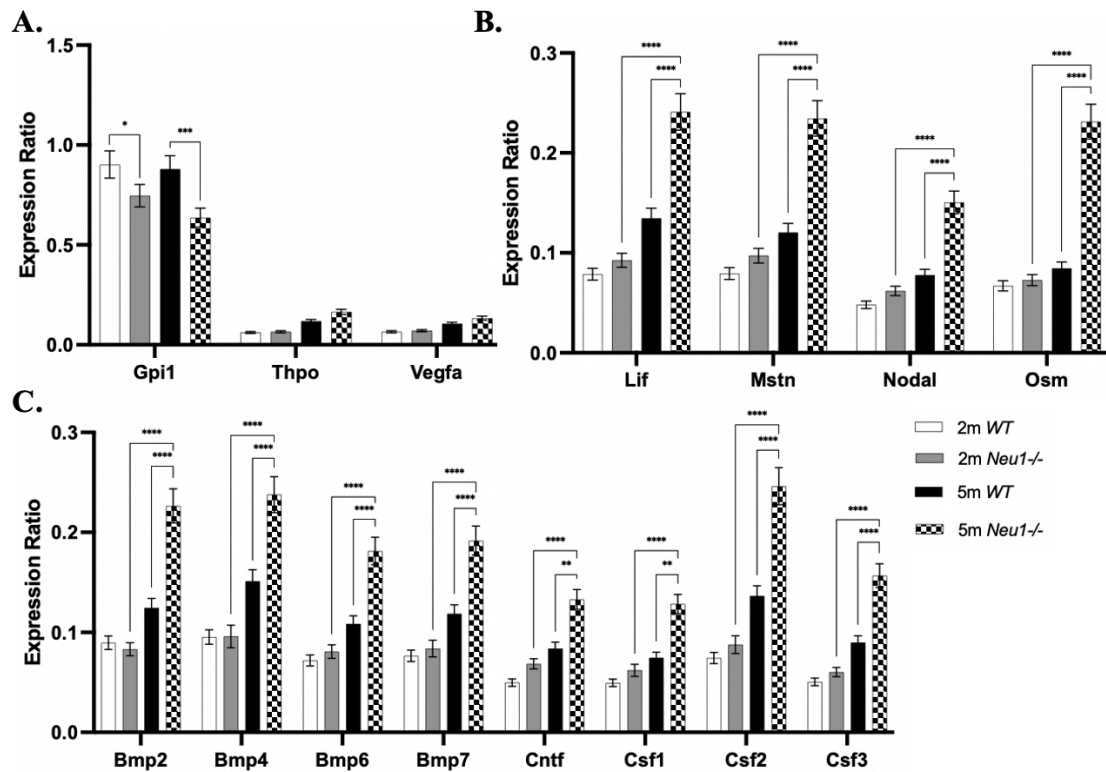 A.
Expression Ratio
1.5
1.0
0.5
0.0
*
***
Gpi1 Thpo Vegfa
B.
Expression Ratio
0.3
0.2
0.1
0.0
**** **** **** ****
**** **** **** ****
Lif Mstn Nodal Osm
C.
Expression Ratio
0.3
0.2
0.1
0.0
**** **** **** **** **** **** **** ****
**** **** **** **** ** ** **** ****
Bmp2 Bmp4 Bmp6 Bmp7 Cntf Csf1 Csf2 Csf3
2m WT
2m Neu1-/-
5m WT
5m Neu1-/-